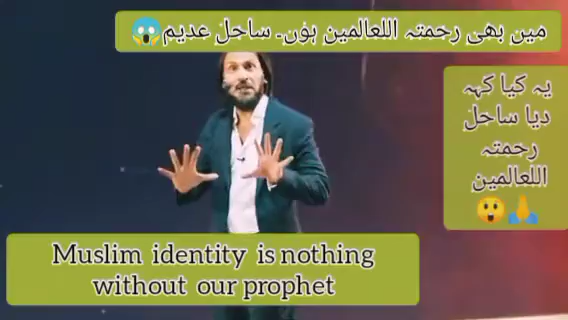 میں بھی رحمتہ اللعالمین ہوں۔ ساحل عدیم😱
یہ کیا کہہ
دیا ساحل
رحمتہ
اللعالمین
😲🙏
Muslim identity is nothing
without our prophet